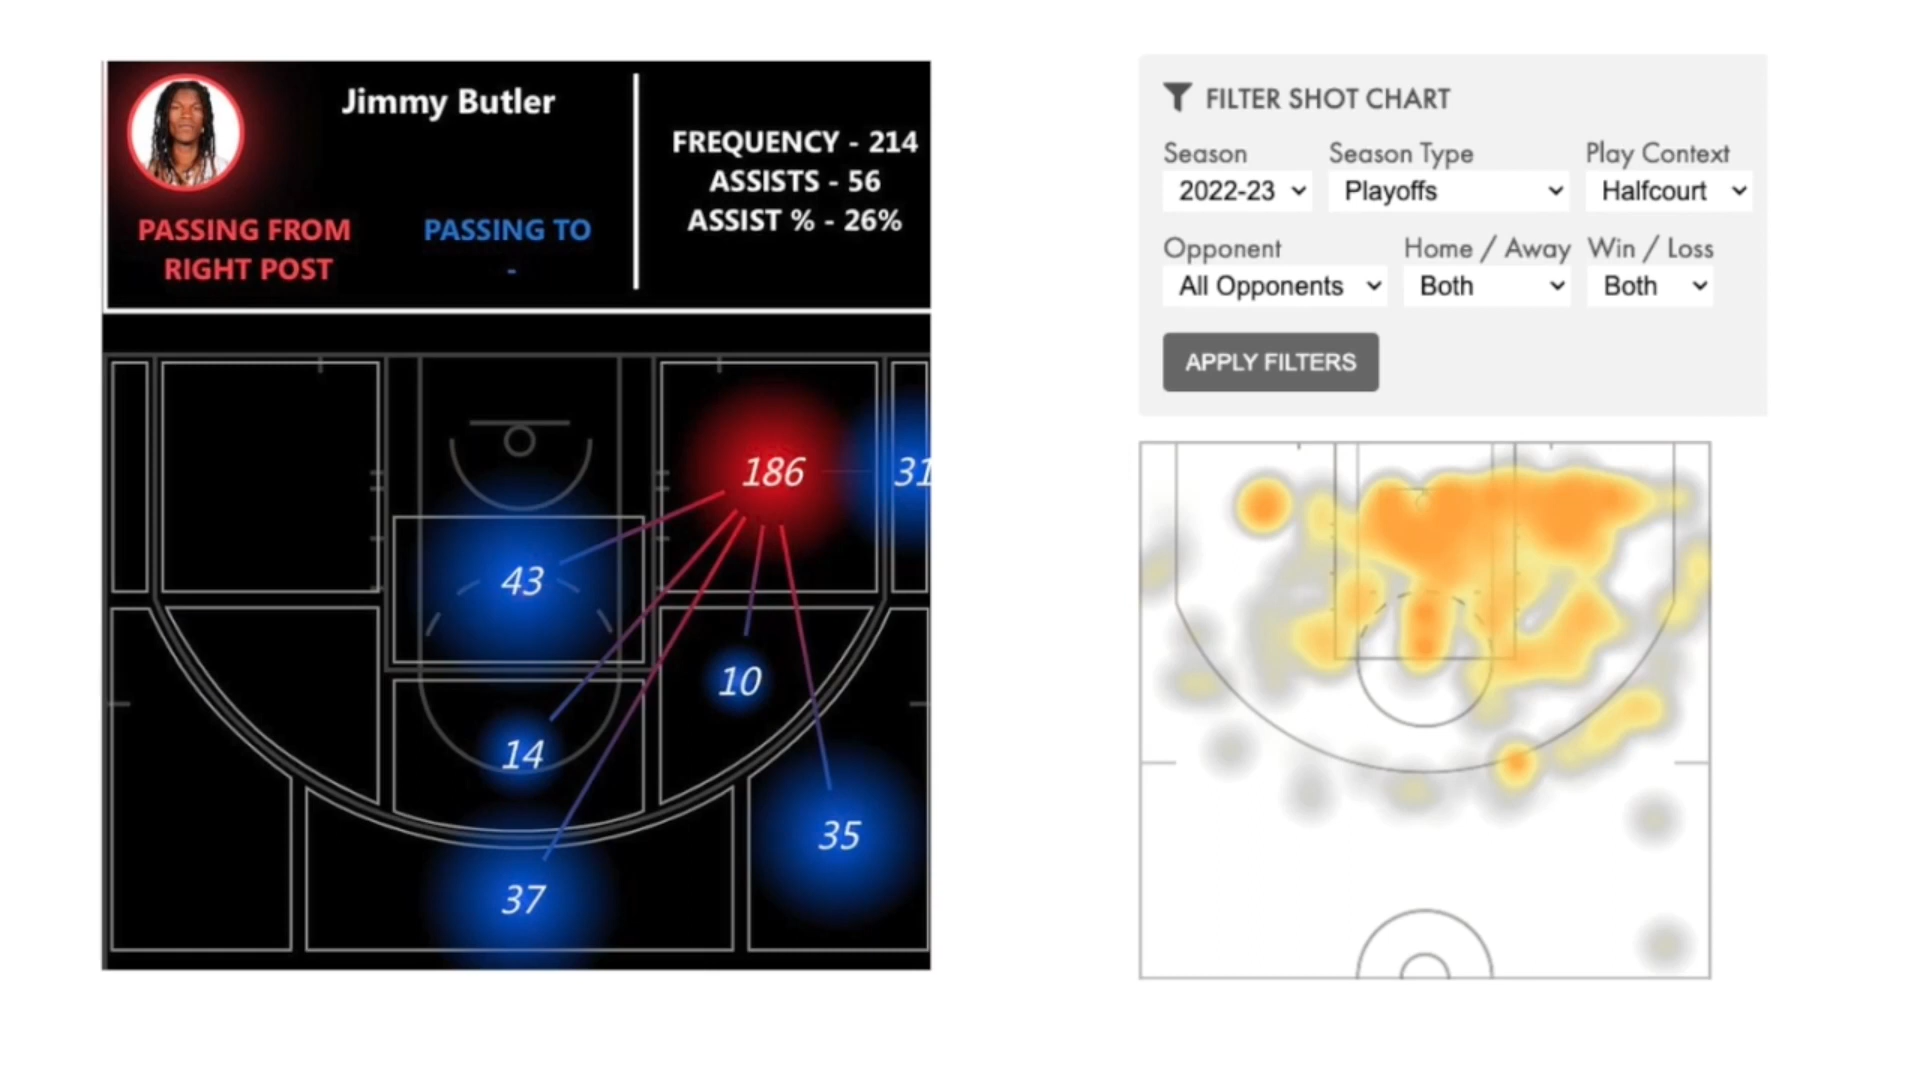 Jimmy Butler
PASSING FROM
RIGHT POST
PASSING TO
-
FREQUENCY - 214
ASSISTS - 56
ASSIST % - 26%
186
31
43
10
14
35
37
FILTER SHOT CHART
Season
Season Type
Play Context
2022-23
Playoffs
Halfcourt
Opponent
Home / Away
Win / Loss
All Opponents
Both
Both
APPLY FILTERS